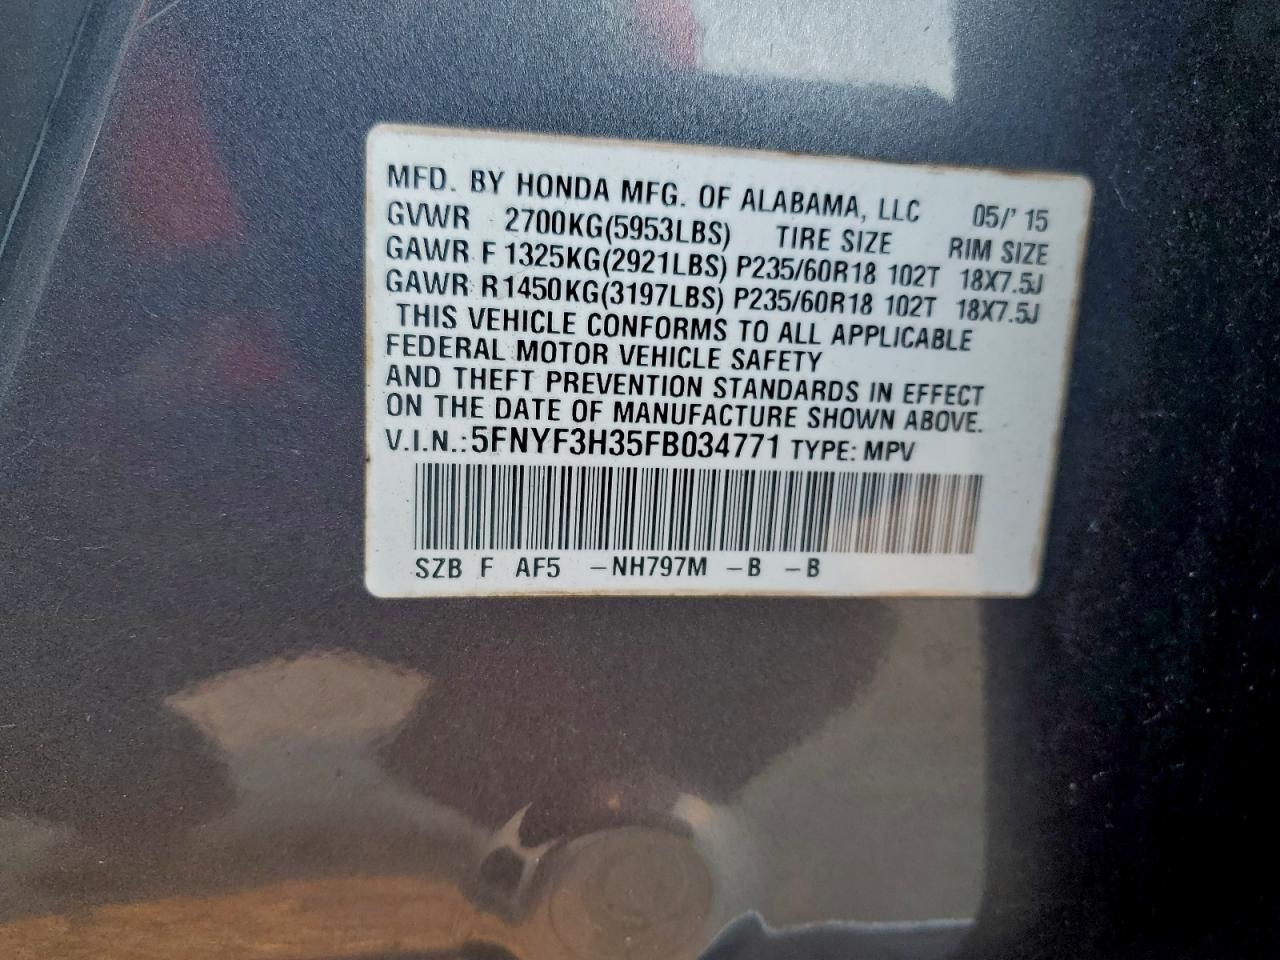 MFD. BY HONDA MFG. OF ALABAMA, LLC 05/' 15
GVWR 2700KG(5953LBS) TIRE SIZE RIM SIZE
GAWR F 1325KG(2921LBS) P235/60R18 102T 18X7.5J
GAWR R 1450KG(3197LBS) P235/60R18 102T 18X7.5J
THIS VEHICLE CONFORMS TO ALL APPLICABLE
FEDERAL MOTOR VEHICLE SAFETY
AND THEFT PREVENTION STANDARDS IN EFFECT
ON THE DATE OF MANUFACTURE SHOWN ABOVE.
V.I.N.: 5FNYF3H35FB034771 TYPE: MPV
SZB F AF5 -NH797M -B -B